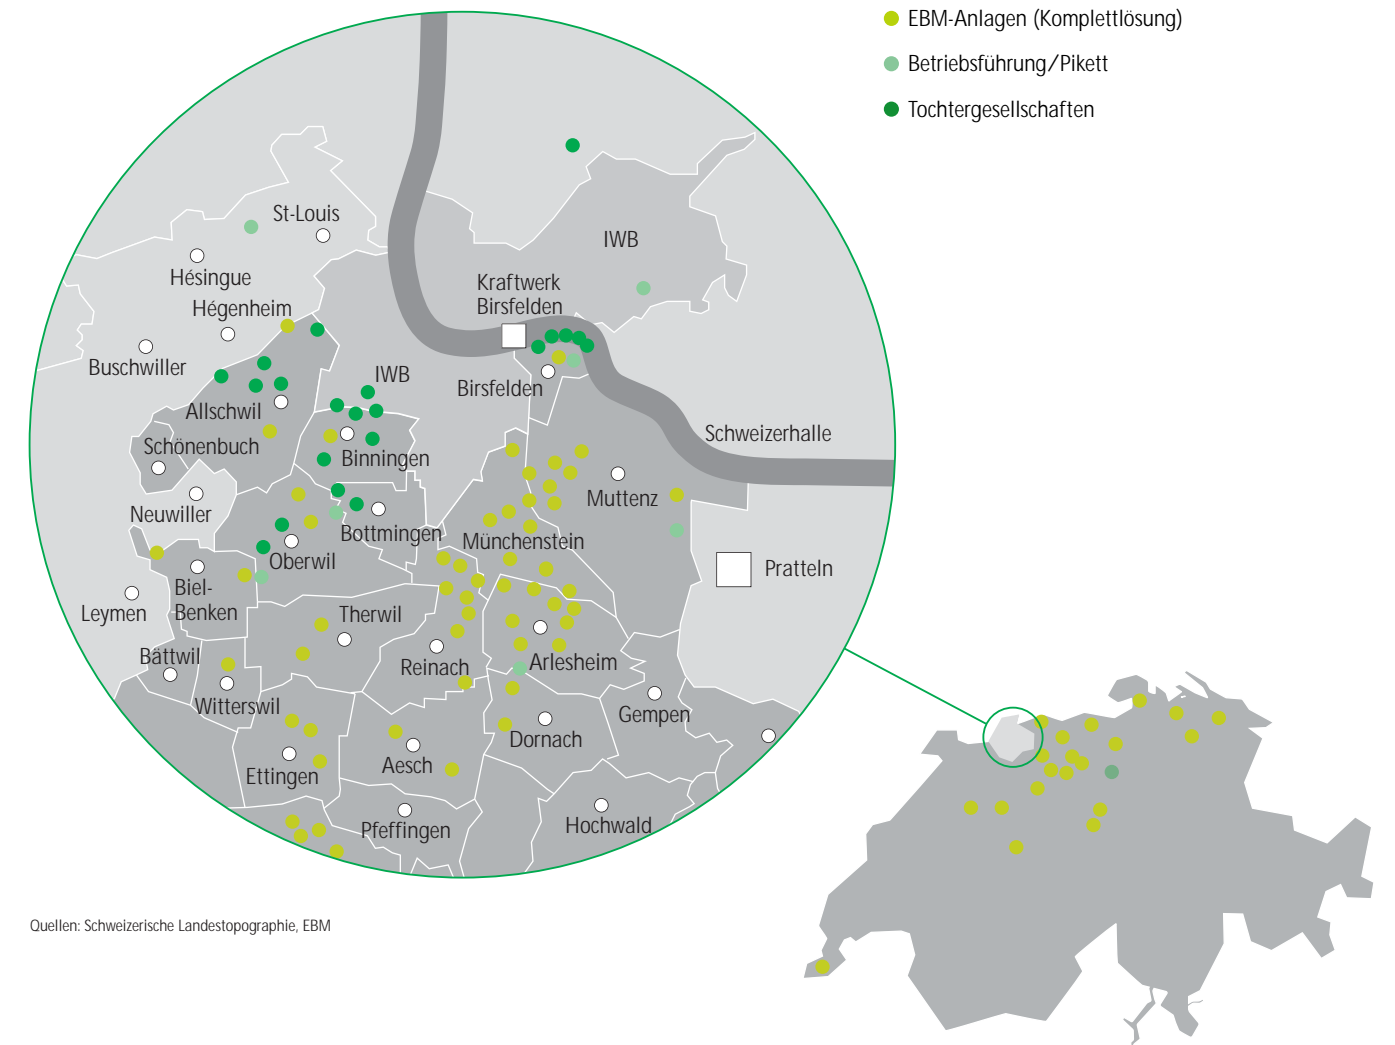 EBM-Anlagen (Komplettlösung)
Betriebsführung/Pikett
Tochtergesellschaften
St-Louis
IWB
Hésingue
Kraftwerk
Birsfelden
Hégenheim
Buschwiller
IWB
Birsfelden
Allschwil
Schweizerhalle
Schönenbuch
Binningen
Muttenz
Neuwiller
Bottmingen
Münchenstein
Oberwil
Pratteln
Biel-
Benken
Leymen
Therwil
Bättwil
Reinach
Arlesheim
Witterswil
Gempen
Dornach
Ettingen
Aesch
Pfeffingen
Hochwald
Quellen: Schweizerische Landestopographie, EBM